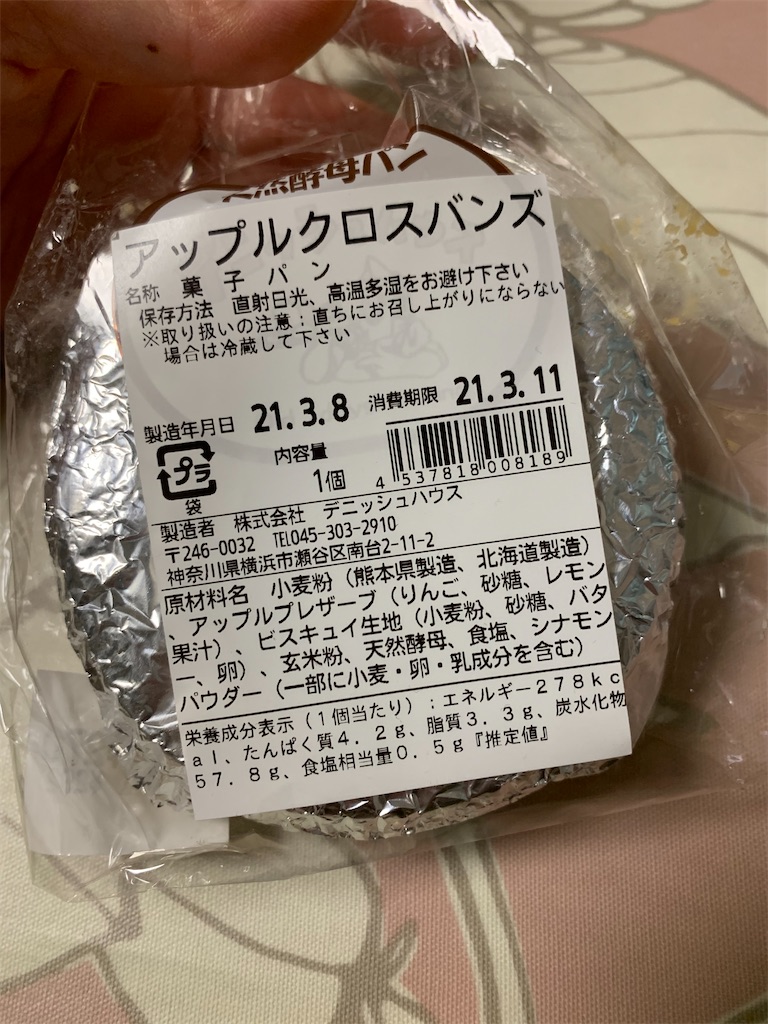 然酵母パン
アップルクロスバンズ
名称 菓子パン
保存方法 直射日光、高温多湿をお避け下さい
※取り扱いの注意：直ちにお召し上がりにならない
場合は冷蔵して下さい
製造年月日 21.3.8 消費期限 21.3.11
プラ
袋
内容量
1個
4 537818 008189
製造者 株式会社 デニッシュハウス
〒246-0032 TEL045-303-2910
神奈川県横浜市瀬谷区南台2-11-2
原材料名 小麦粉（熊本県製造、北海道製造）
、アップルプレザーブ（りんご、砂糖、レモン
果汁）、ビスキュイ生地（小麦粉、砂糖、バタ
ー、卵）、玄米粉、天然酵母、食塩、シナモン
パウダー（一部に小麦・卵・乳成分を含む）
栄養成分表示（1個当たり）：エネルギー278kc
al、たんぱく質4.2g、脂質3.3g、炭水化物
57.8g、食塩相当量0.5g『推定値』